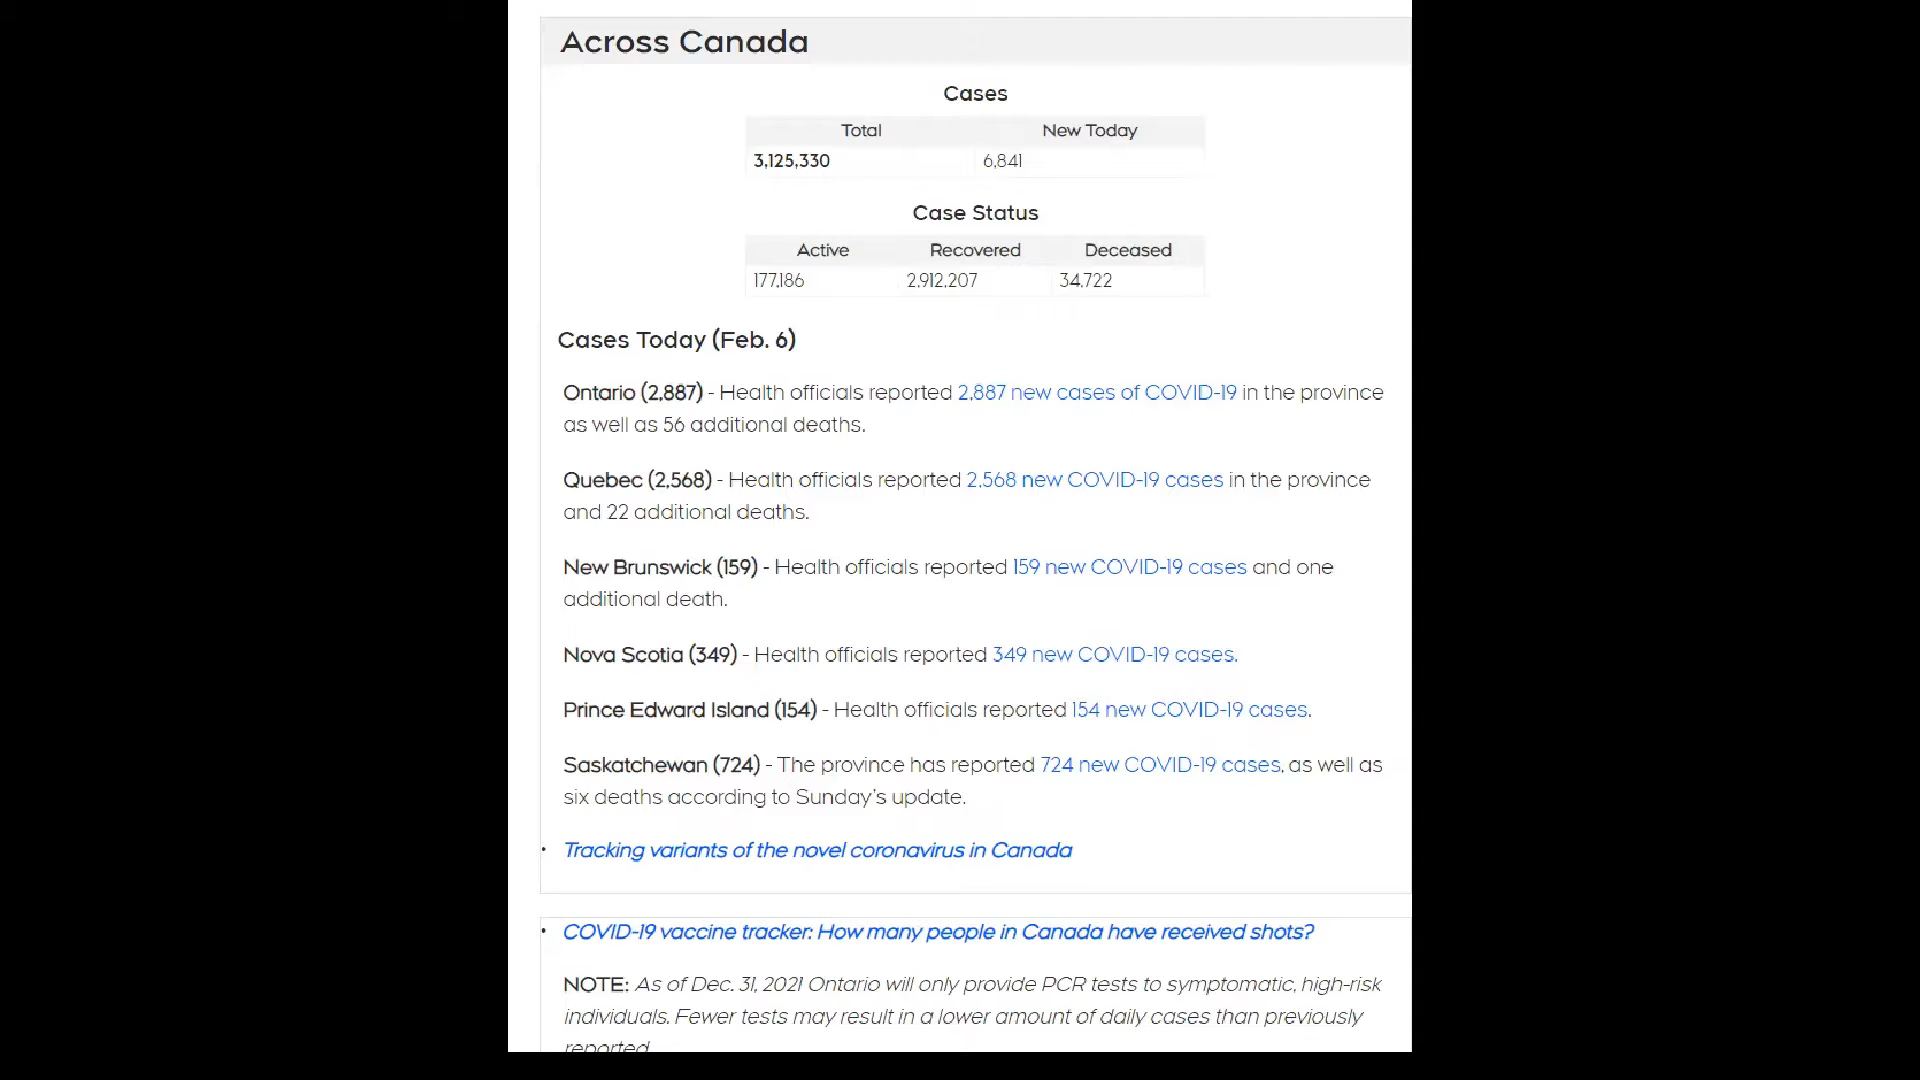 Across Canada
Cases
Total New Today
3,125,330 6,841
Case Status
Active Recovered Deceased
177,186 2,912,207 34,722
Cases Today (Feb. 6)
Ontario (2,887) - Health officials reported 2,887 new cases of COVID-19 in the province
as well as 56 additional deaths.
Quebec (2,568) - Health officials reported 2,568 new COVID-19 cases in the province
and 22 additional deaths.
New Brunswick (159) - Health officials reported 159 new COVID-19 cases and one
additional death.
Nova Scotia (349) - Health officials reported 349 new COVID-19 cases.
Prince Edward Island (154) - Health officials reported 154 new COVID-19 cases.
Saskatchewan (724) - The province has reported 724 new COVID-19 cases, as well as
six deaths according to Sunday's update.
• Tracking variants of the novel coronavirus in Canada
• COVID-19 vaccine tracker: How many people in Canada have received shots?
NOTE: As of Dec. 31, 2021 Ontario will only provide PCR tests to symptomatic, high-risk
individuals. Fewer tests may result in a lower amount of daily cases than previously
reported